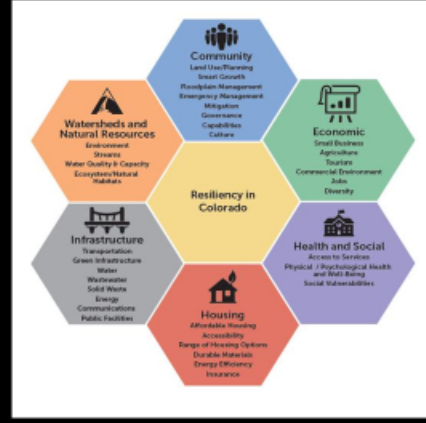 Community
Land Use/Planning
Smart Growth
Floodplain Management
Emergency Management
Mitigation
Governance
Capabilities
Culture
Watersheds and
Natural Resources
Environment
Streams
Water Quality & Capacity
Ecosystem/Natural
Habitats
Economic
Small Business
Agriculture
Tourism
Commercial Environment
Jobs
Diversity
Resiliency in
Colorado
Infrastructure
Transportation
Green Infrastructure
Water
Wastewater
Solid Waste
Energy
Communications
Public Facilities
Health and Social
Access to Services
Physical / Psychological Health
and Well-Being
Social Vulnerabilities
Housing
Affordable Housing
Accessibility
Range of Housing Options
Durable Materials
Energy Efficiency
Insurance